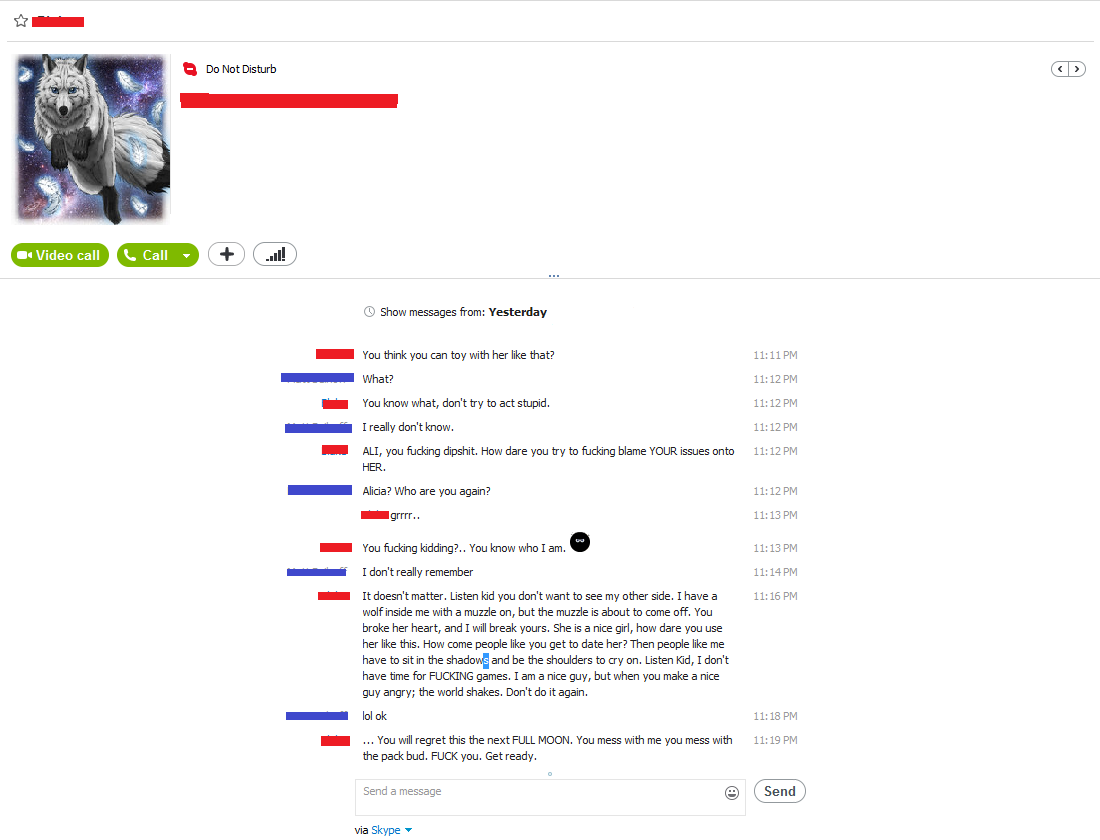 Do Not Disturb
Video call
Call
Show messages from: Yesterday
You think you can toy with her like that? 11:11 PM
What? 11:12 PM
You know what, don't try to act stupid. 11:12 PM
I really don't know. 11:12 PM
ALI, you fucking dipshit. How dare you try to fucking blame YOUR issues onto 11:12 PM
HER.
Alicia? Who are you again? 11:12 PM
grrrr.. 11:13 PM
You fucking kidding?.. You know who I am. 11:13 PM
I don't really remember 11:14 PM
It doesn't matter. Listen kid you don't want to see my other side. I have a 11:16 PM
wolf inside me with a muzzle on, but the muzzle is about to come off. You
broke her heart, and I will break yours. She is a nice girl, how dare you use
her like this. How come people like you get to date her? Then people like me
have to sit in the shadows and be the shoulders to cry on. Listen Kid, I don't
have time for FUCKING games. I am a nice guy, but when you make a nice
guy angry; the world shakes. Don't do it again.
lol ok 11:18 PM
... You will regret this the next FULL MOON. You mess with me you mess with 11:19 PM
the pack bud. FUCK you. Get ready.
Send a message
Send
via Skype